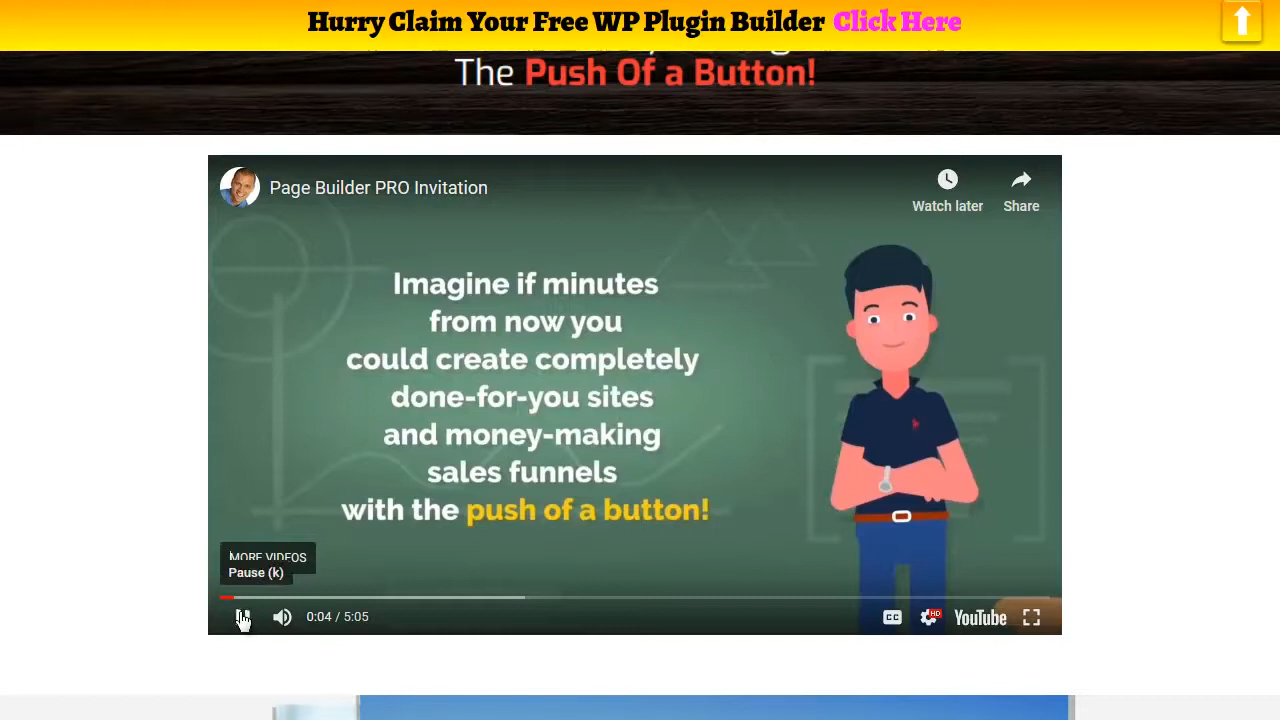 Hurry Claim Your Free WP Plugin Builder Click Here
The Push Of a Button!
Page Builder PRO Invitation
Watch later
Share
Imagine if minutes
from now you
could create completely
done-for-you sites
and money-making
sales funnels
with the push of a button!
MORE VIDEOS
Pause (k)
0:04 / 5:05
CC
HD
YouTube